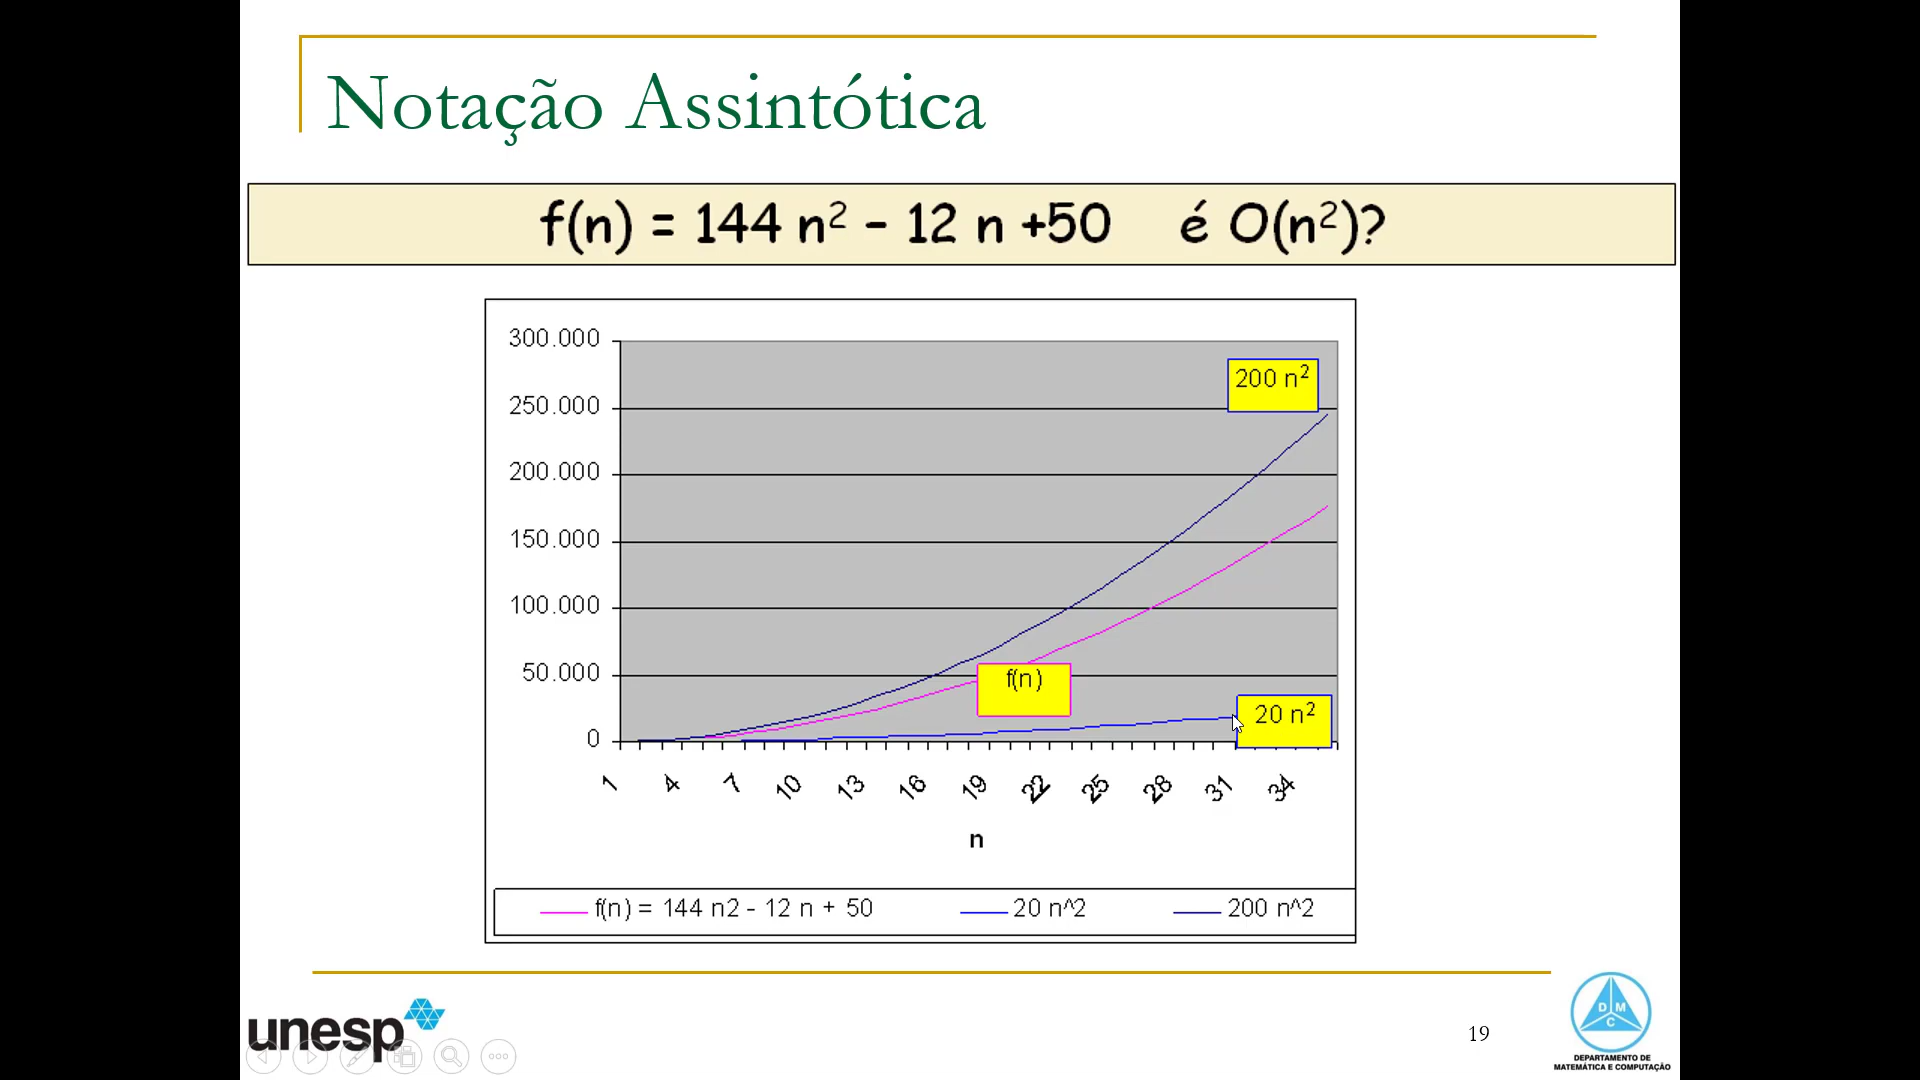 Notação Assintótica
f(n) = 144 n² – 12 n +50 é O(n²)?
300.000
250.000
200.000
150.000
100.000
50.000
0
200 n²
f(n)
20 n²
1 4 7 10 13 16 19 22 25 28 31 34
n
f(n) = 144 n2 - 12 n + 50 20 n^2 200 n^2
unesp
19
D M
C
DEPARTAMENTO DE
MATEMÁTICA E COMPUTAÇÃO